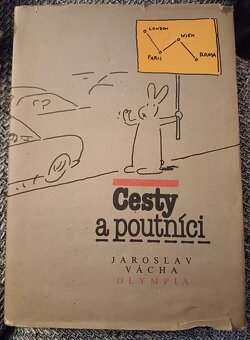 LONDON
WIEN
PARIS
ROMA
Cesty
a poutníci
JAROSLAV
VÁCHA
OLYMPIA